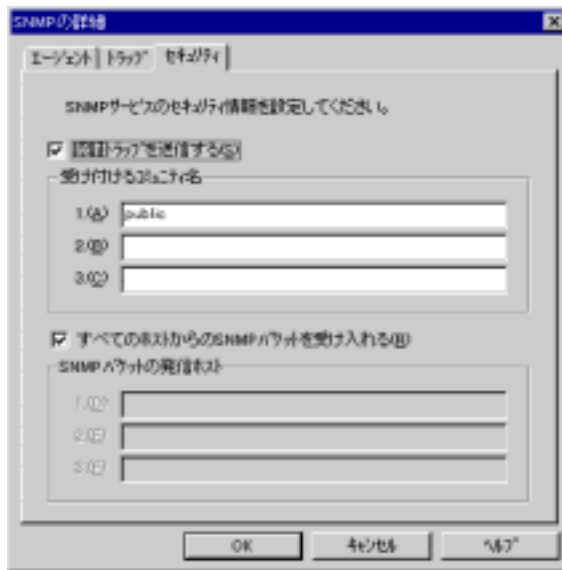 SNMPの詳細
ｴｰｼﾞｪﾝﾄ ﾄﾗｯﾌﾟ ｾｷｭﾘﾃｨ
SNMPｻｰﾋﾞｽのｾｷｭﾘﾃｨ情報を設定してください。
認証ﾄﾗｯﾌﾟを送信する(S)
受け付けるｺﾐｭﾆﾃｨ名
1.(A) public
2.(B)
3.(C)
すべてのﾎｽﾄからのSNMPﾊﾟｹｯﾄを受け入れる(R)
SNMPﾊﾟｹｯﾄの発信ﾎｽﾄ
1.(D)
2.(E)
3.(F)
OK ｷｬﾝｾﾙ ﾍﾙﾌﾟ